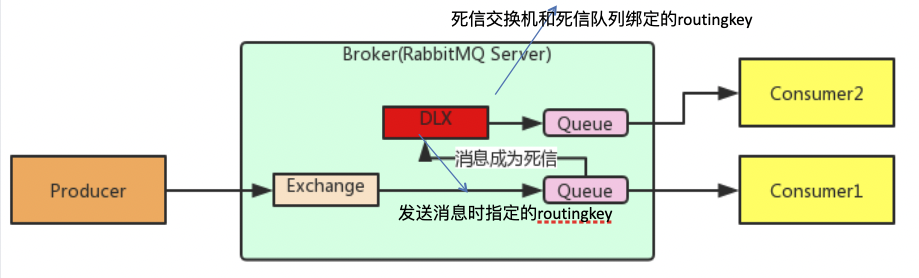 死信交换机和死信队列绑定的routingkey
Broker(RabbitMQ Server)
DLX
Queue
Consumer2
消息成为死信
Producer
Exchange
Queue
Consumer1
发送消息时指定的routingkey